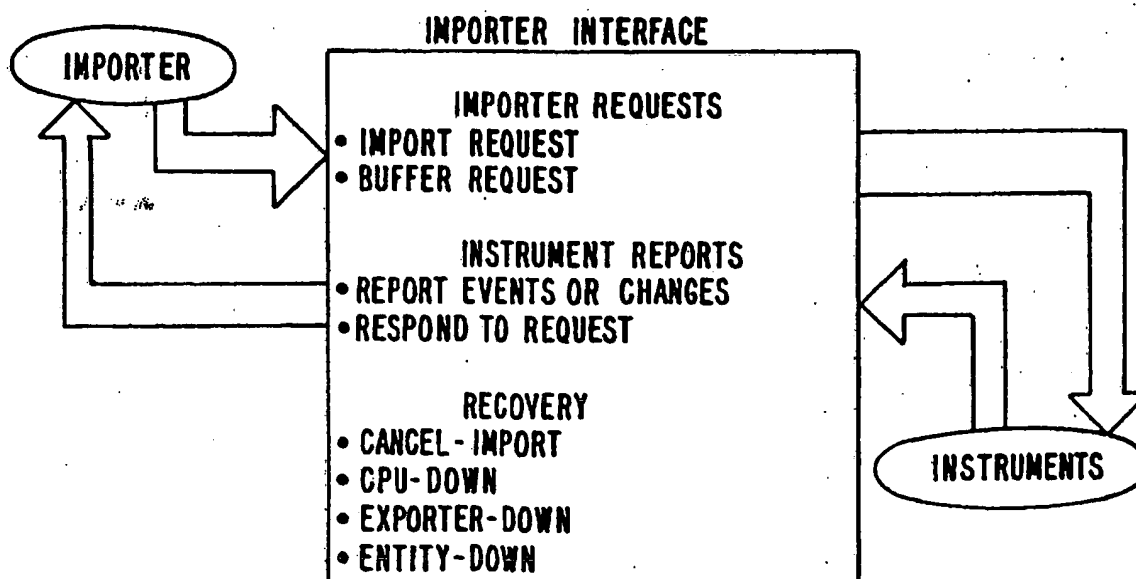 IMPORTER INTERFACE
IMPORTER
IMPORTER REQUESTS
• IMPORT REQUEST
• BUFFER REQUEST
INSTRUMENT REPORTS
• REPORT EVENTS OR CHANGES
• RESPOND TO REQUEST
RECOVERY
• CANCEL-IMPORT
• CPU-DOWN
• EXPORTER-DOWN
• ENTITY-DOWN
INSTRUMENTS